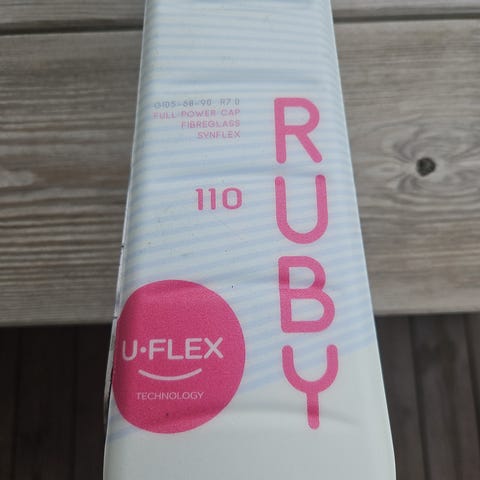 G105-68-90 R7.0
FULL POWER CAP
FIBREGLASS
SYNFLEX
RUBY
110
U·FLEX
TECHNOLOGY